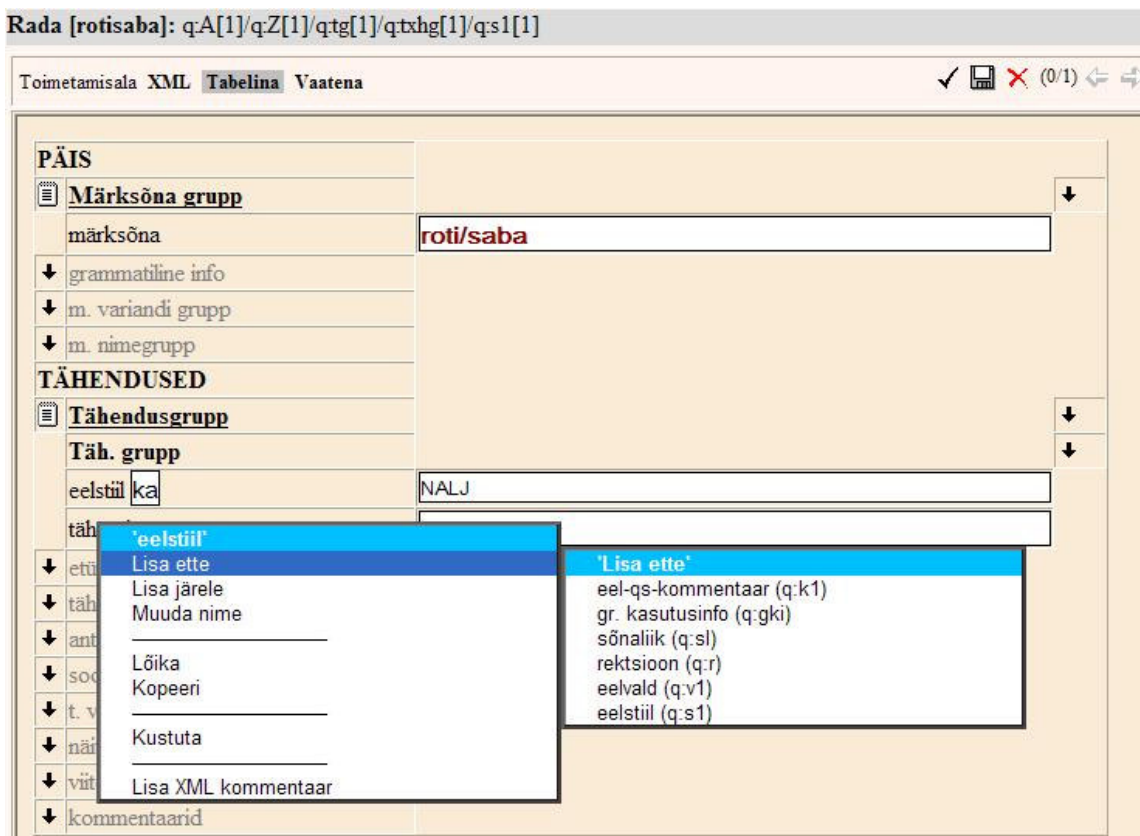 Rada [rotisaba]: q:A[1]/q:Z[1]/q:tg[1]/q:txhg[1]/q:s1[1]
Toimetamisala XML Tabelina Vaatena (0/1)
PÄIS
Märksõna grupp
märksõna roti/saba
grammatiline info
m. variandi grupp
m. nimegrupp
TÄHENDUSED
Tähendusgrupp
Täh. grupp
eelstiil ka NALJ
'eelstiil'
Lisa ette
Lisa järele
Muuda nime
Lõika
Kopeeri
Kustuta
Lisa XML kommentaar
'Lisa ette'
eel-qs-kommentaar (q:k1)
gr. kasutusinfo (q:gki)
sõnaliik (q:sl)
rektsioon (q:r)
eelvald (q:v1)
eelstiil (q:s1)
kommentaarid